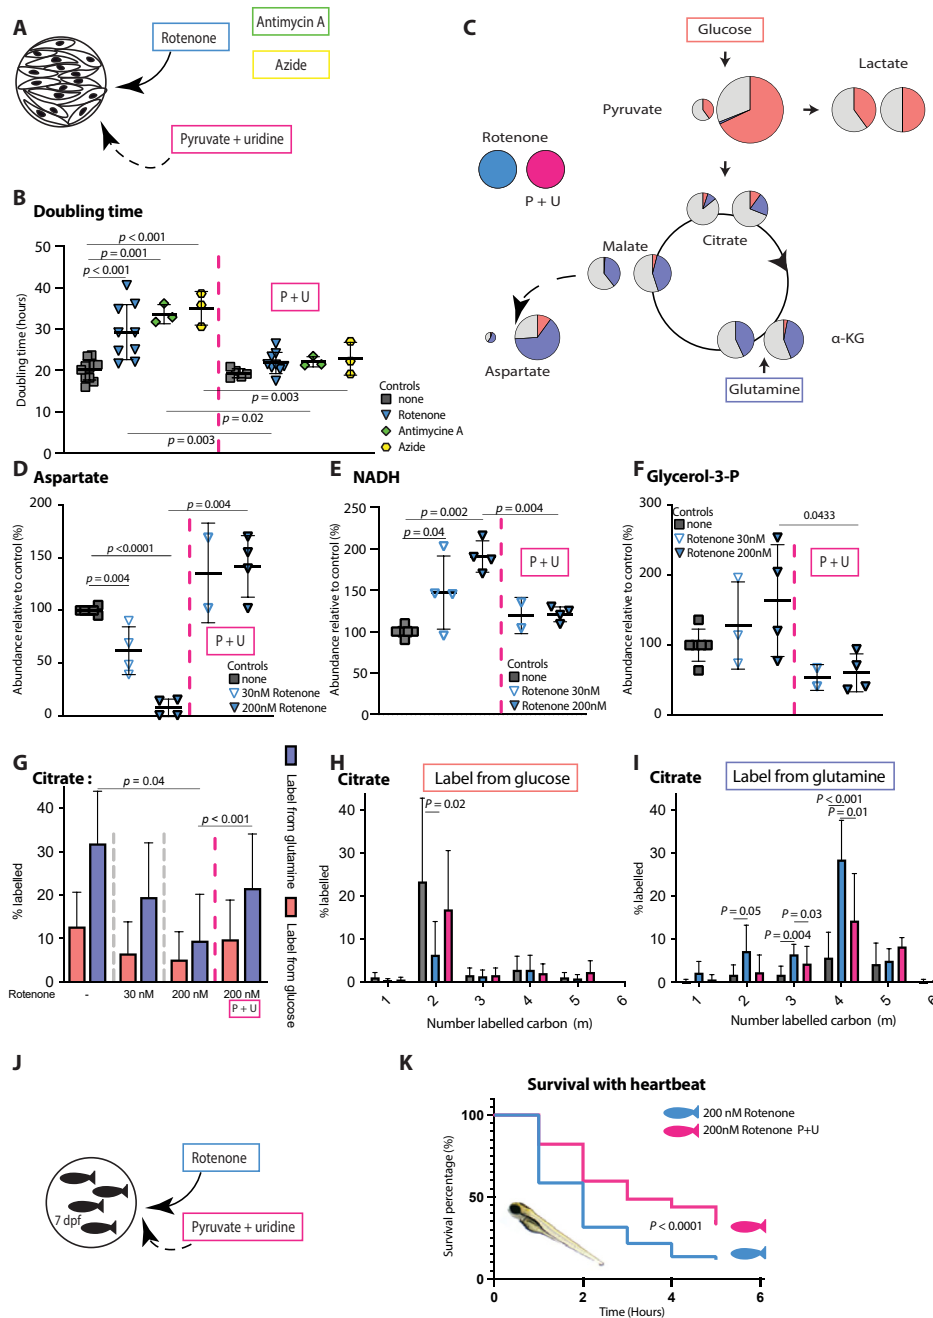 A
Rotenone
Antimycin A
Azide
Pyruvate + uridine
B
Doubling time
Doubling time (hours)
50
40
30
20
10
0
p < 0.001
p = 0.001
p < 0.001
P + U
p = 0.003
p = 0.02
p = 0.003
Controls
none
Rotenone
Antimycine A
Azide
C
Glucose
Pyruvate
Lactate
Rotenone
P + U
Citrate
Malate
Aspartate
α-KG
Glutamine
D
Aspartate
Abundance relative to control (%)
200
150
100
50
0
p = 0.004
p <0.0001
p = 0.004
P + U
Controls
none
30nM Rotenone
200nM Rotenone
E
NADH
Abundance relative to control (%)
250
200
150
100
50
0
p = 0.002
p = 0.004
p = 0.04
P + U
Controls
none
Rotenone 30nM
Rotenone 200nM
F
Glycerol-3-P
Abundance relative to control (%)
300
200
100
0
Controls
none
Rotenone 30nM
Rotenone 200nM
0.0433
P + U
G
Citrate :
% labelled
40
30
20
10
0
p = 0.04
p < 0.001
Rotenone
-
30 nM
200 nM
200 nM
P + U
Label from glutamine
Label from glucose
H
Citrate
Label from glucose
% labelled
40
30
20
10
0
P = 0.02
1
2
3
4
5
6
Number labelled carbon (m)
I
Citrate
Label from glutamine
% labelled
40
30
20
10
0
P <0.001
P = 0.01
P = 0.05
P = 0.03
P = 0.004
1
2
3
4
5
6
Number labelled carbon (m)
J
7 dpf
Rotenone
Pyruvate + uridine
K
Survival with heartbeat
Survival percentage (%)
100
50
0
200 nM Rotenone
200nM Rotenone P+U
P < 0.0001
0
2
4
6
Time (Hours)